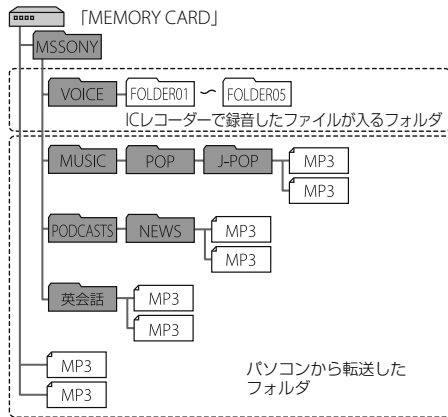 「MEMORY CARD」
MSSONY
VOICE FOLDER01 〜 FOLDER05
ICレコーダーで録音したファイルが入るフォルダ
MUSIC POP J-POP MP3
MP3
PODCASTS NEWS MP3
MP3
英会話 MP3
MP3
MP3
MP3
パソコンから転送した
フォルダ